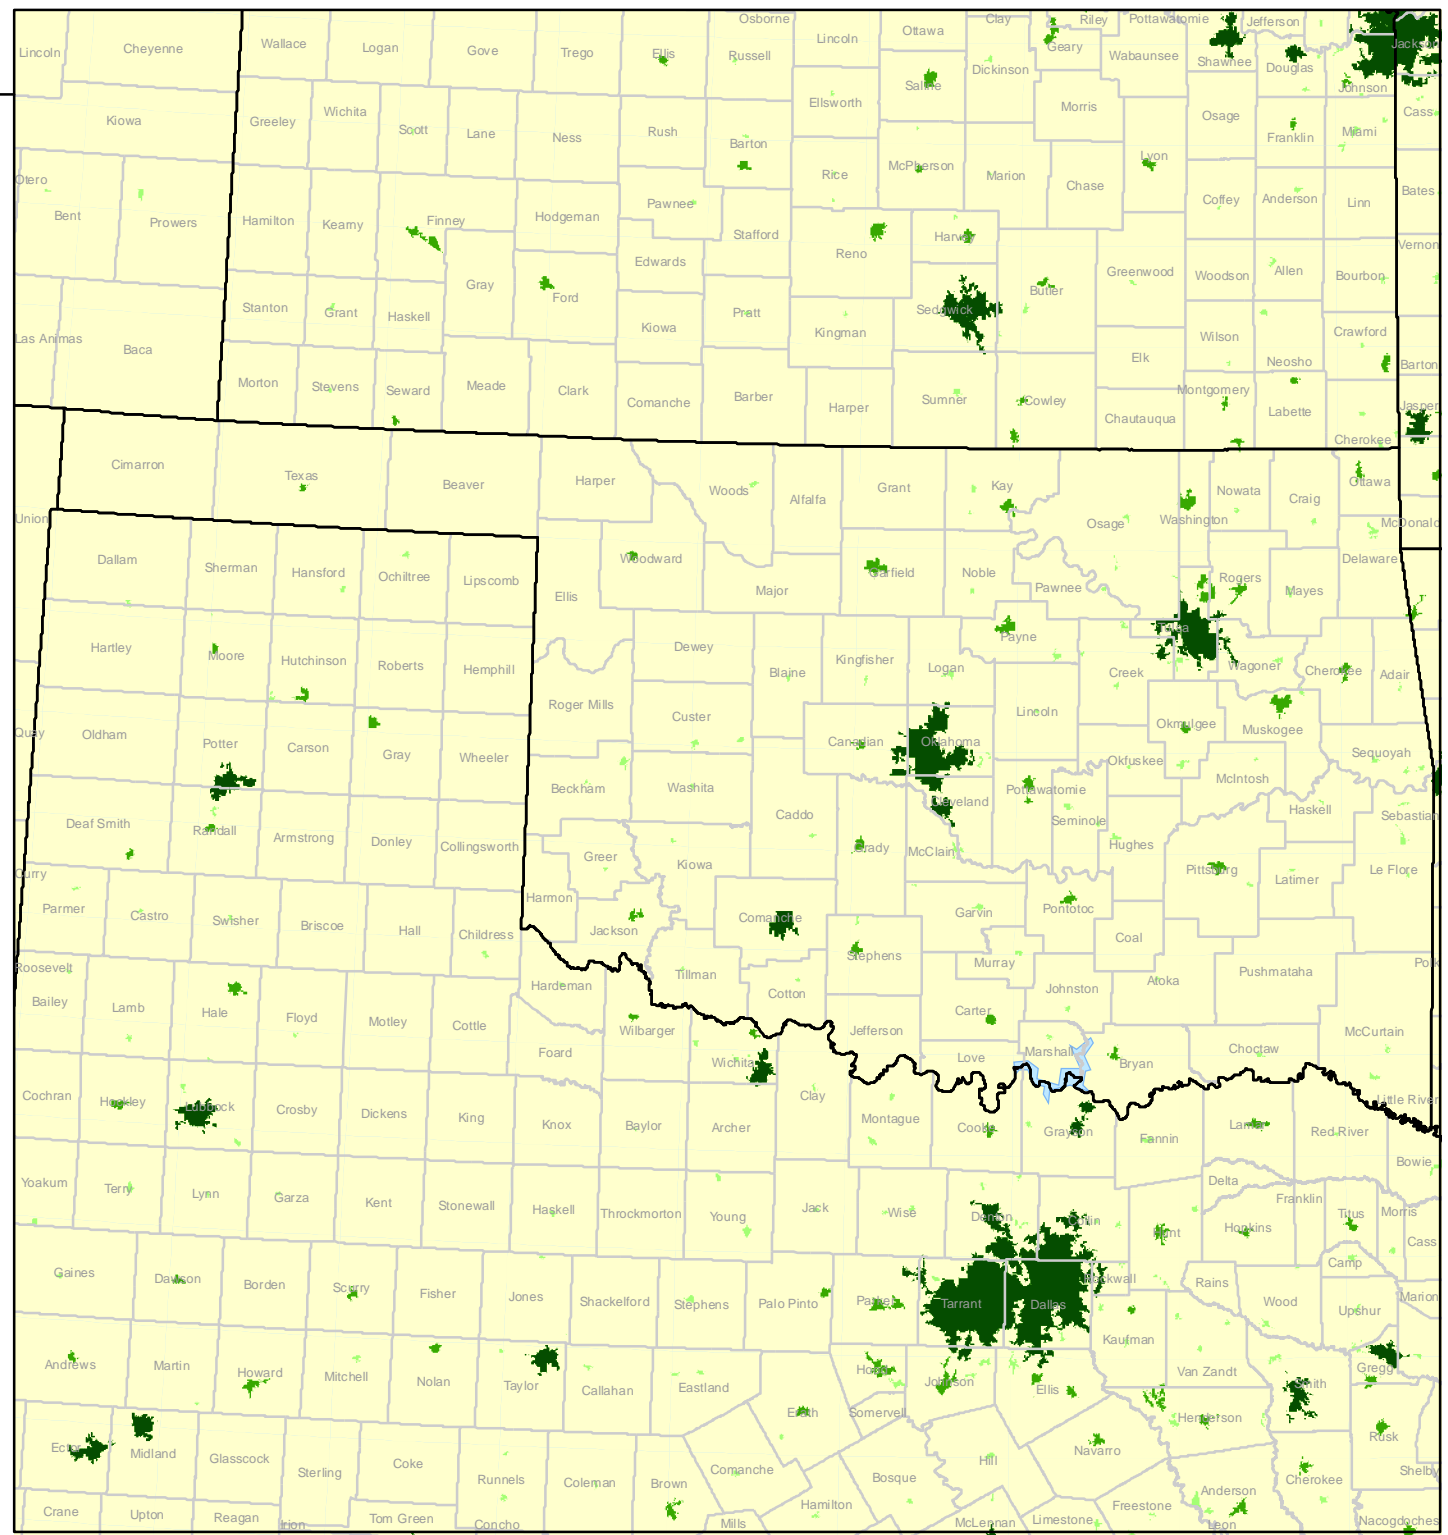 Osborne
Clay
Riley
Pottawatomie
Jefferson
Lincoln
Cheyenne
Wallace
Logan
Gove
Trego
Ellis
Russell
Lincoln
Ottawa
Dickinson
Geary
Wabaunsee
Shawnee
Douglas
Johnson
Jackson
Kiowa
Greeley
Wichita
Scott
Lane
Ness
Rush
Barton
Ellsworth
Saline
Morris
Osage
Franklin
Miami
Cass
Otero
Bent
Prowers
Hamilton
Kearny
Finney
Hodgeman
Pawnee
Stafford
Rice
McPherson
Marion
Chase
Lyon
Coffey
Anderson
Linn
Bates
Edwards
Reno
Harvey
Greenwood
Woodson
Allen
Bourbon
Vernon
Las Animas
Baca
Stanton
Grant
Haskell
Gray
Ford
Kiowa
Pratt
Kingman
Sedgwick
Butler
Elk
Wilson
Neosho
Crawford
Barton
Morton
Stevens
Seward
Meade
Clark
Comanche
Barber
Harper
Sumner
Cowley
Chautauqua
Montgomery
Labette
Cherokee
Jasper
Cimarron
Texas
Beaver
Harper
Woods
Alfalfa
Grant
Kay
Osage
Washington
Nowata
Craig
Ottawa
McDonald
Union
Dallam
Sherman
Hansford
Ochiltree
Lipscomb
Ellis
Woodward
Major
Garfield
Noble
Pawnee
Rogers
Mayes
Delaware
Hartley
Moore
Hutchinson
Roberts
Hemphill
Dewey
Blaine
Kingfisher
Logan
Payne
Tulsa
Creek
Wagoner
Cherokee
Adair
Quay
Oldham
Potter
Carson
Gray
Wheeler
Roger Mills
Custer
Canadian
Oklahoma
Lincoln
Okmulgee
Muskogee
Sequoyah
Deaf Smith
Randall
Armstrong
Donley
Collingsworth
Beckham
Washita
Caddo
Cleveland
Pottawatomie
Okfuskee
McIntosh
Haskell
Sebastian
Seminole
Hughes
Curry
Parmer
Castro
Swisher
Briscoe
Hall
Childress
Harmon
Greer
Kiowa
Grady
McClain
Pittsburg
Latimer
Le Flore
Jackson
Comanche
Garvin
Pontotoc
Coal
Roosevelt
Bailey
Lamb
Hale
Floyd
Motley
Cottle
Hardeman
Tillman
Cotton
Stephens
Murray
Johnston
Atoka
Pushmataha
Polk
Wilbarger
Foard
Wichita
Jefferson
Carter
Love
Marshall
Bryan
Choctaw
McCurtain
Cochran
Hockley
Lubbock
Crosby
Dickens
King
Knox
Baylor
Archer
Clay
Montague
Cooke
Grayson
Fannin
Lamar
Red River
Little River
Bowie
Yoakum
Terry
Lynn
Garza
Kent
Stonewall
Haskell
Throckmorton
Young
Jack
Wise
Denton
Collin
Hunt
Delta
Hopkins
Franklin
Titus
Morris
Cass
Camp
Gaines
Dawson
Borden
Scurry
Fisher
Jones
Shackelford
Stephens
Palo Pinto
Parker
Tarrant
Dallas
Rockwall
Rains
Wood
Upshur
Marion
Kaufman
Van Zandt
Andrews
Martin
Howard
Mitchell
Nolan
Taylor
Callahan
Eastland
Erath
Hood
Somervell
Johnson
Ellis
Henderson
Smith
Gregg
Rusk
Ector
Midland
Glasscock
Sterling
Coke
Runnels
Coleman
Brown
Comanche
Bosque
Hill
Navarro
Anderson
Cherokee
Shelby
Crane
Upton
Reagan
Irion
Tom Green
Concho
Mills
Hamilton
McLennan
Limestone
Freestone
Leon
Nacogdoches